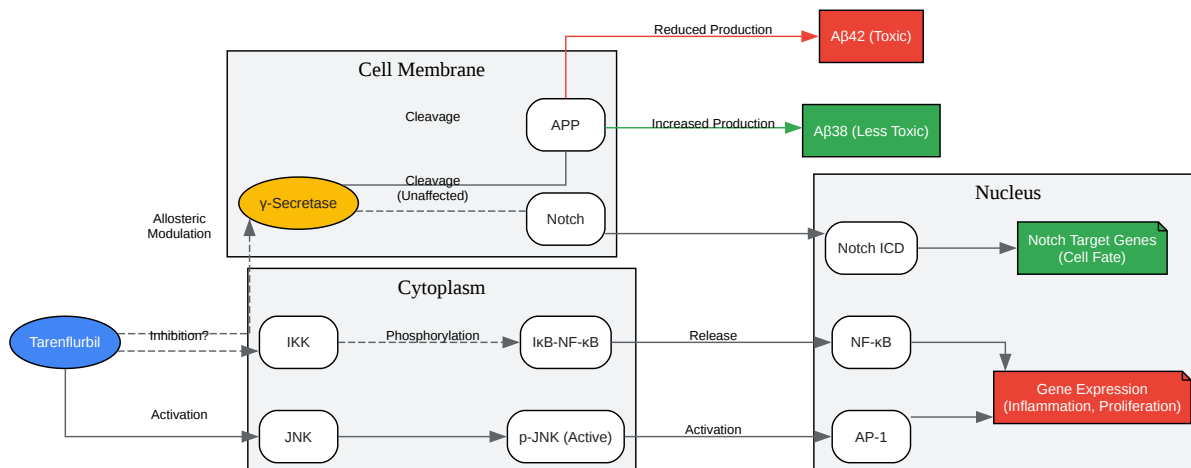 Reduced Production
Aβ42 (Toxic)
Cell Membrane
Cleavage
APP
Increased Production
Aβ38 (Less Toxic)
γ-Secretase
Cleavage
(Unaffected)
Notch
Allosteric
Modulation
Nucleus
Notch ICD
Notch Target Genes
(Cell Fate)
Cytoplasm
Tarenflurbil
Inhibition?
IKK
Phosphorylation
IκB-NF-κB
Release
NF-κB
Gene Expression
(Inflammation, Proliferation)
Activation
JNK
p-JNK (Active)
Activation
AP-1